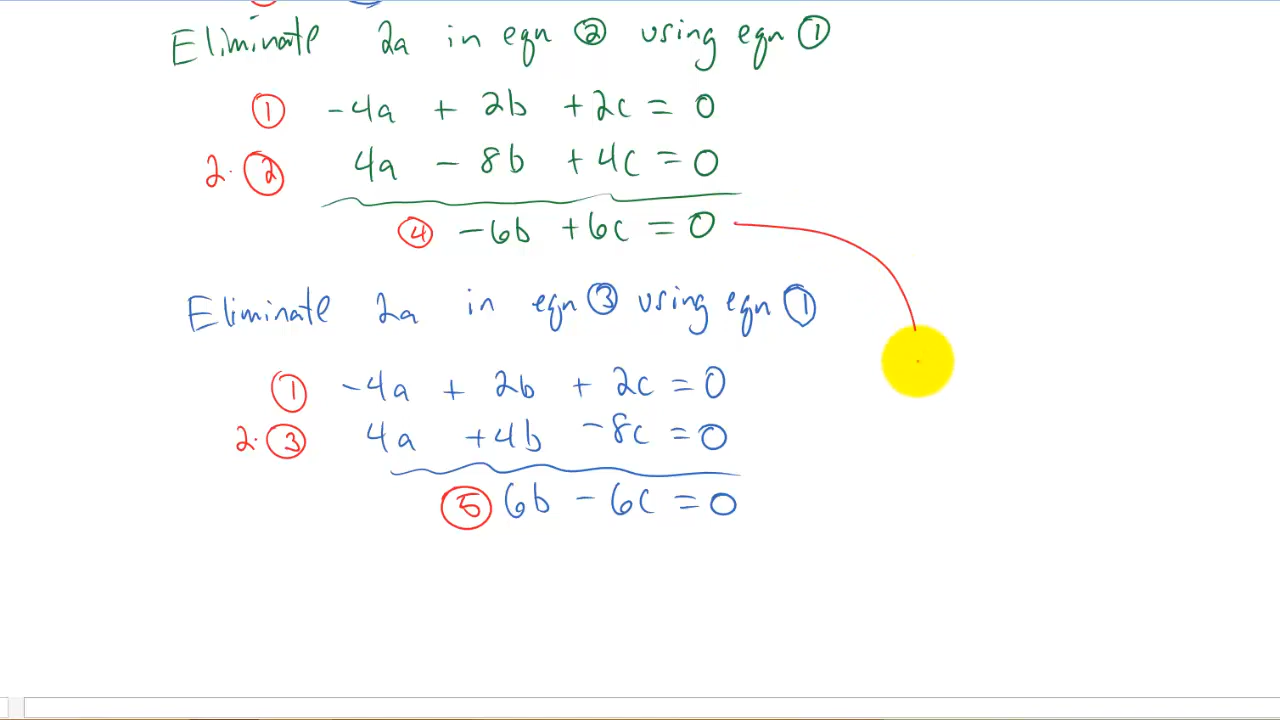 Eliminate 2a in eqn ② using eqn ①
① -4a + 2b + 2c = 0
2·② 4a - 8b + 4c = 0
④ -6b + 6c = 0
Eliminate 2a in eqn ③ using eqn ①
① -4a + 2b + 2c = 0
2·③ 4a + 4b - 8c = 0
⑤ 6b - 6c = 0